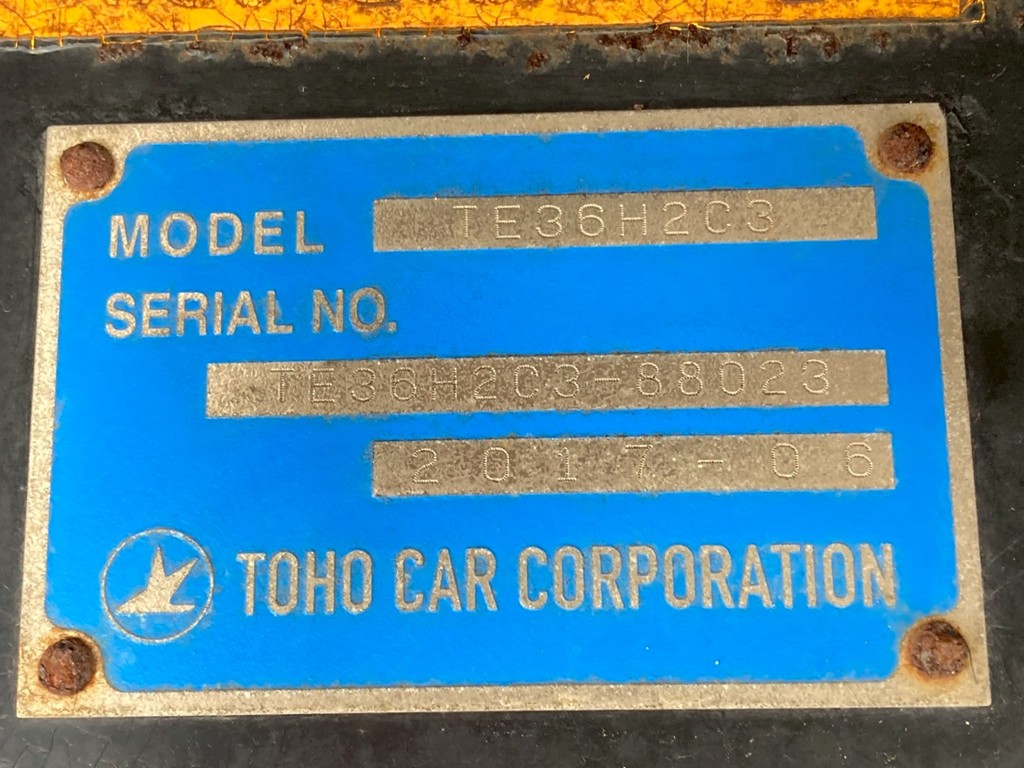 MODEL TE36H2C3
SERIAL NO.
TE36H2C3-88023
2017-06
TOHO CAR CORPORATION